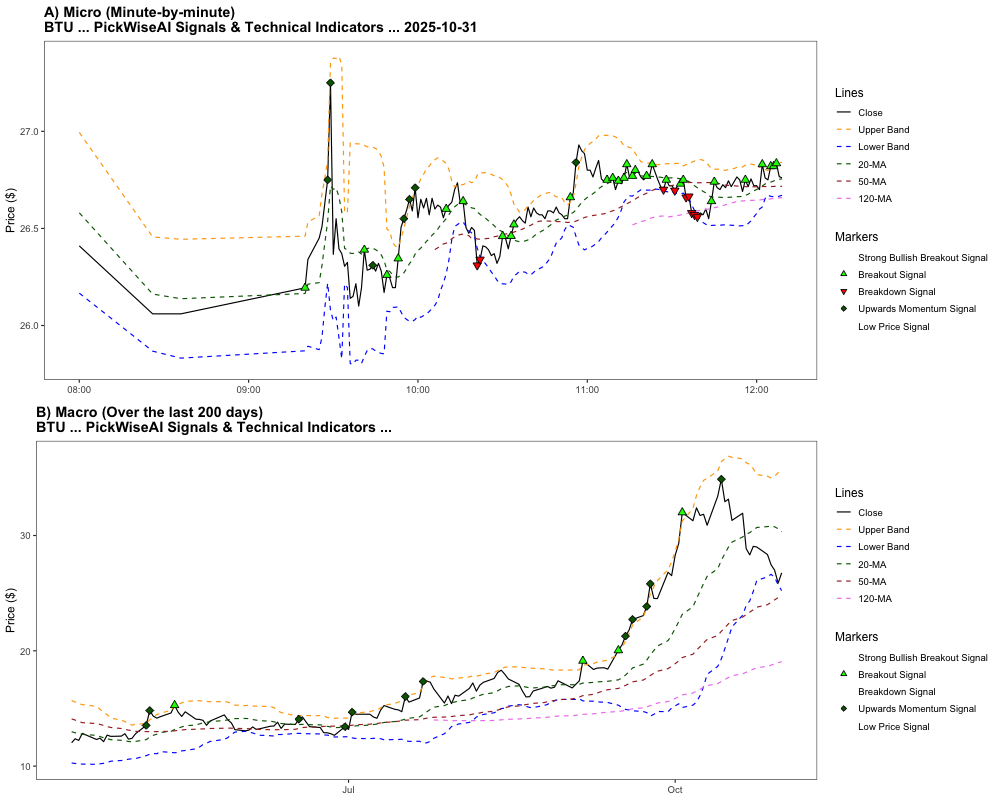 A) Micro (Minute-by-minute)
BTU ... PickWiseAI Signals & Technical Indicators ... 2025-10-31
Price ($)
27.0
26.5
26.0
08:00
09:00
10:00
11:00
12:00
Lines
Close
Upper Band
Lower Band
20-MA
50-MA
120-MA
Markers
Strong Bullish Breakout Signal
Breakout Signal
Breakdown Signal
Upwards Momentum Signal
Low Price Signal
B) Macro (Over the last 200 days)
BTU ... PickWiseAI Signals & Technical Indicators ...
Price ($)
30
20
10
Jul
Oct
Lines
Close
Upper Band
Lower Band
20-MA
50-MA
120-MA
Markers
Strong Bullish Breakout Signal
Breakout Signal
Breakdown Signal
Upwards Momentum Signal
Low Price Signal